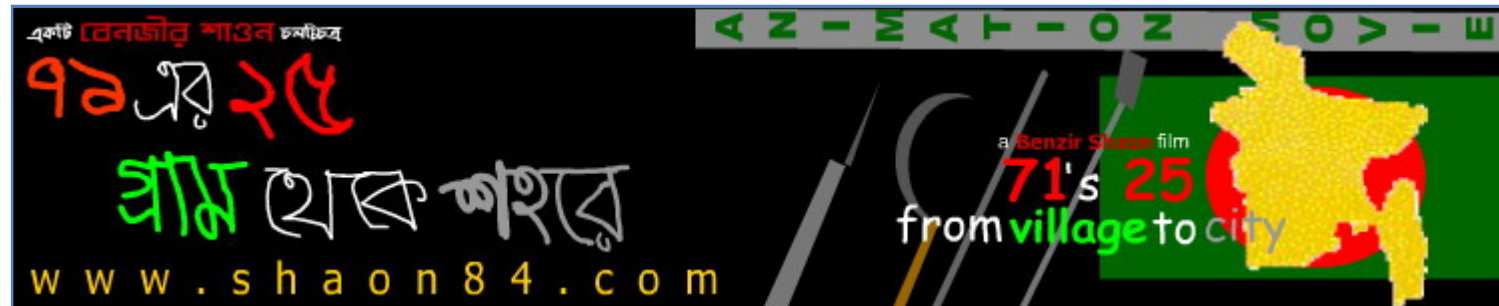 একটি বেনজীর শাওন চলচ্চিত্র
৭১ এর ২৫
গ্রাম থেকে শহরে
www.shaon84.com
ANIMATION MOVIE
a Benzir Shaon film
71's 25
from village to city